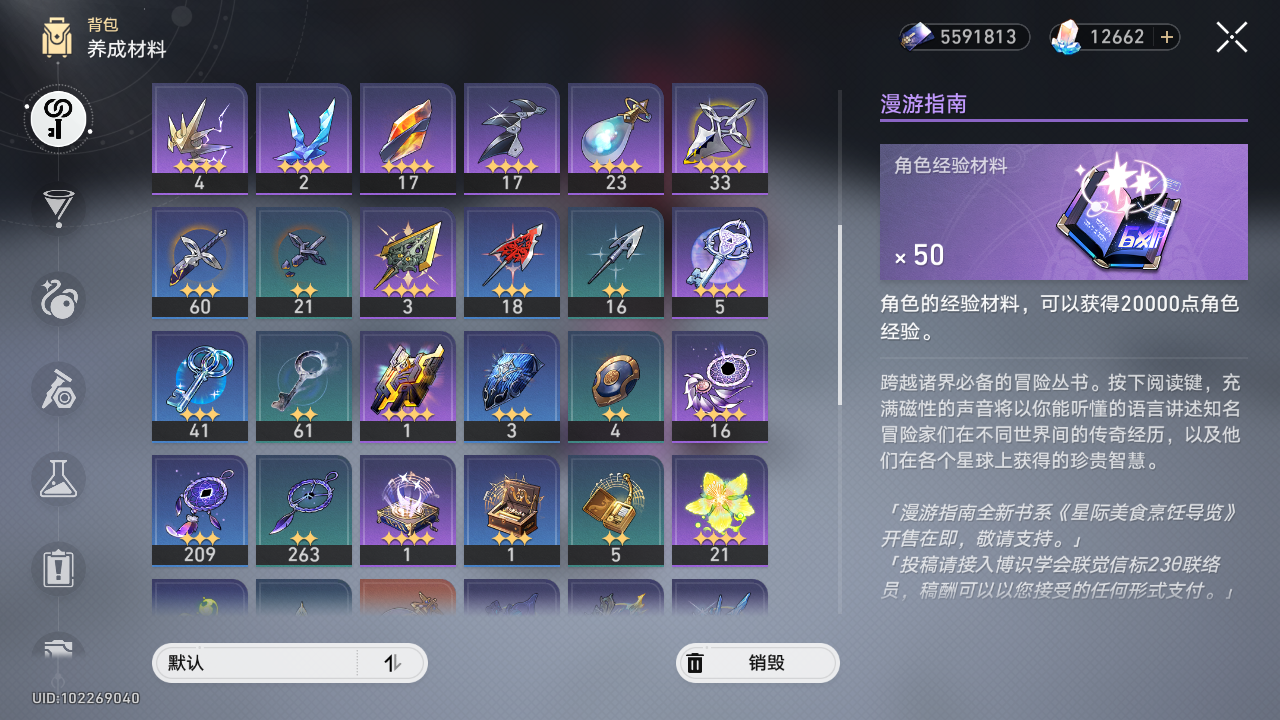 背包
养成材料
5591813
12662
4
2
17
17
23
33
60
21
3
18
16
5
41
61
1
3
4
16
209
263
1
1
5
21
默认
销毁
UID:102269040
漫游指南
角色经验材料
× 50
角色的经验材料，可以获得20000点角色
经验。
跨越诸界必备的冒险丛书。按下阅读键，充
满磁性的声音将以你能听懂的语言讲述知名
冒险家们在不同世界间的传奇经历，以及他
们在各个星球上获得的珍贵智慧。
「漫游指南全新书系《星际美食烹饪导览》
开售在即，敬请支持。」
「投稿请接入博识学会联觉信标230联络
员，稿酬可以以您接受的任何形式支付。」